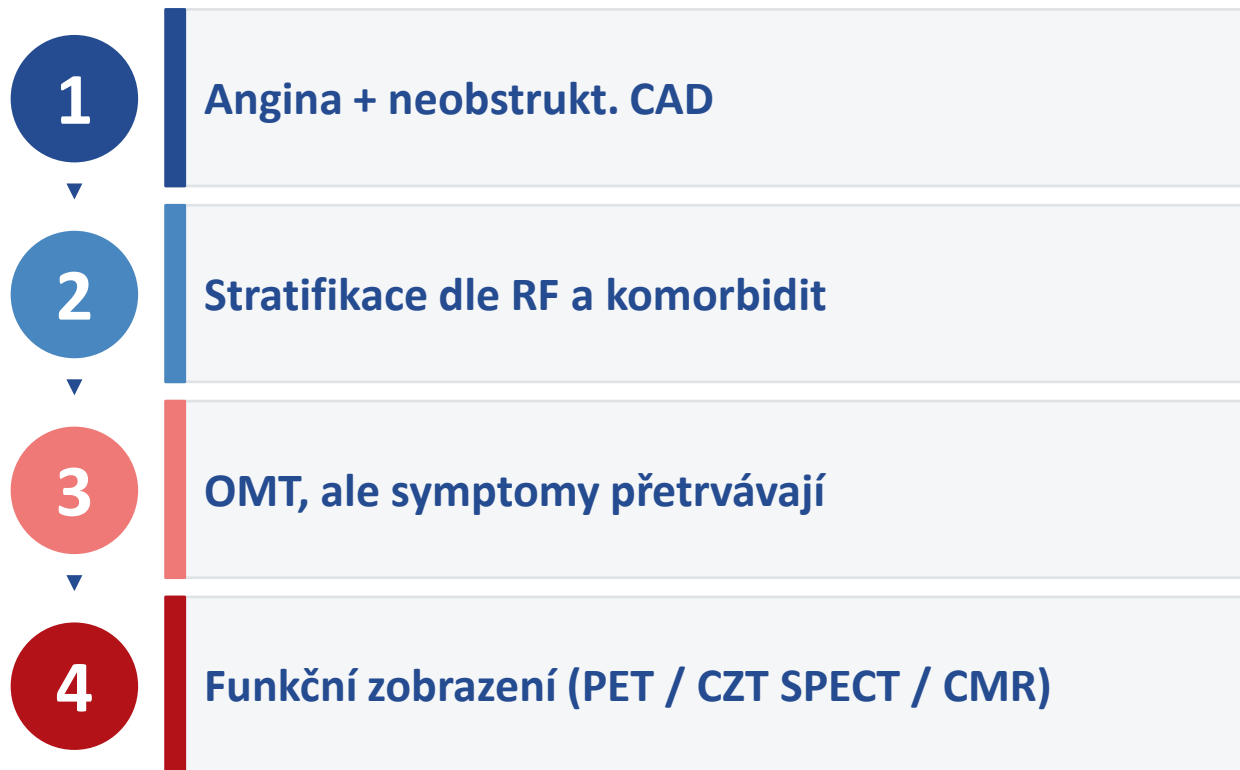 1
Angina + neobstrukt. CAD
2
Stratifikace dle RF a komorbidit
3
OMT, ale symptomy přetrvávají
4
Funkční zobrazení (PET / CZT SPECT / CMR)